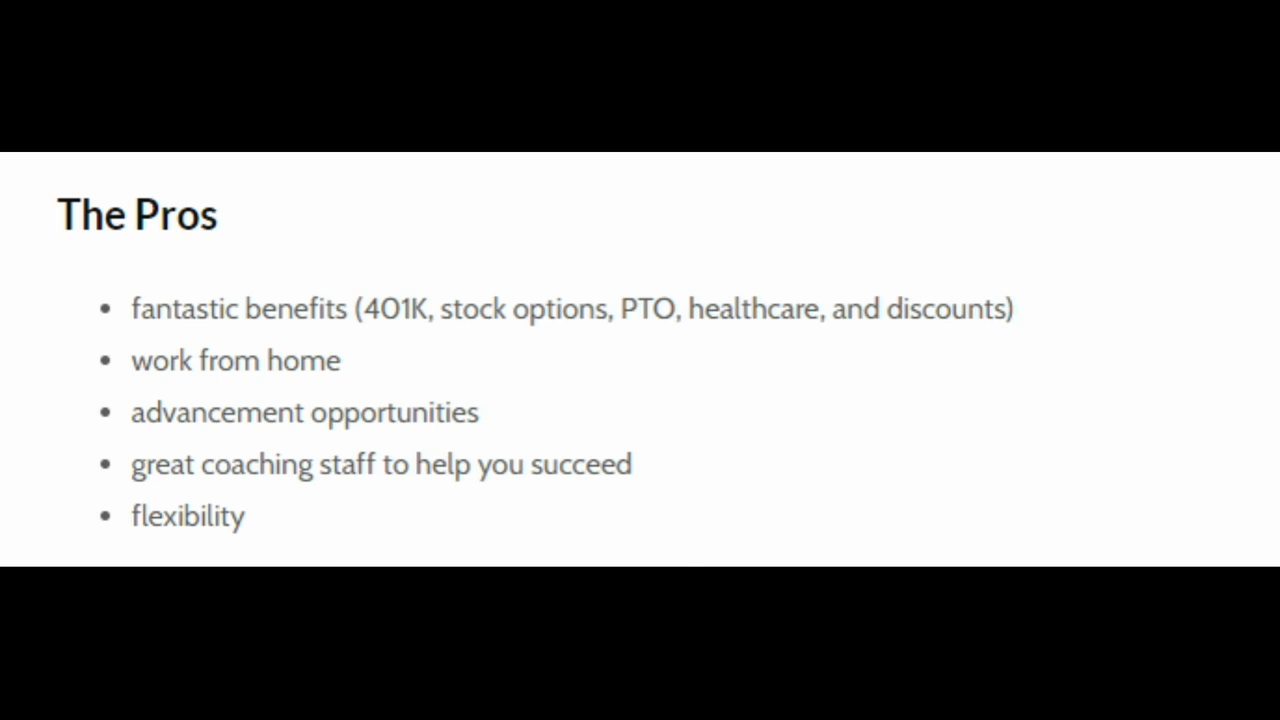 The Pros
• fantastic benefits (401K, stock options, PTO, healthcare, and discounts)
• work from home
• advancement opportunities
• great coaching staff to help you succeed
• flexibility